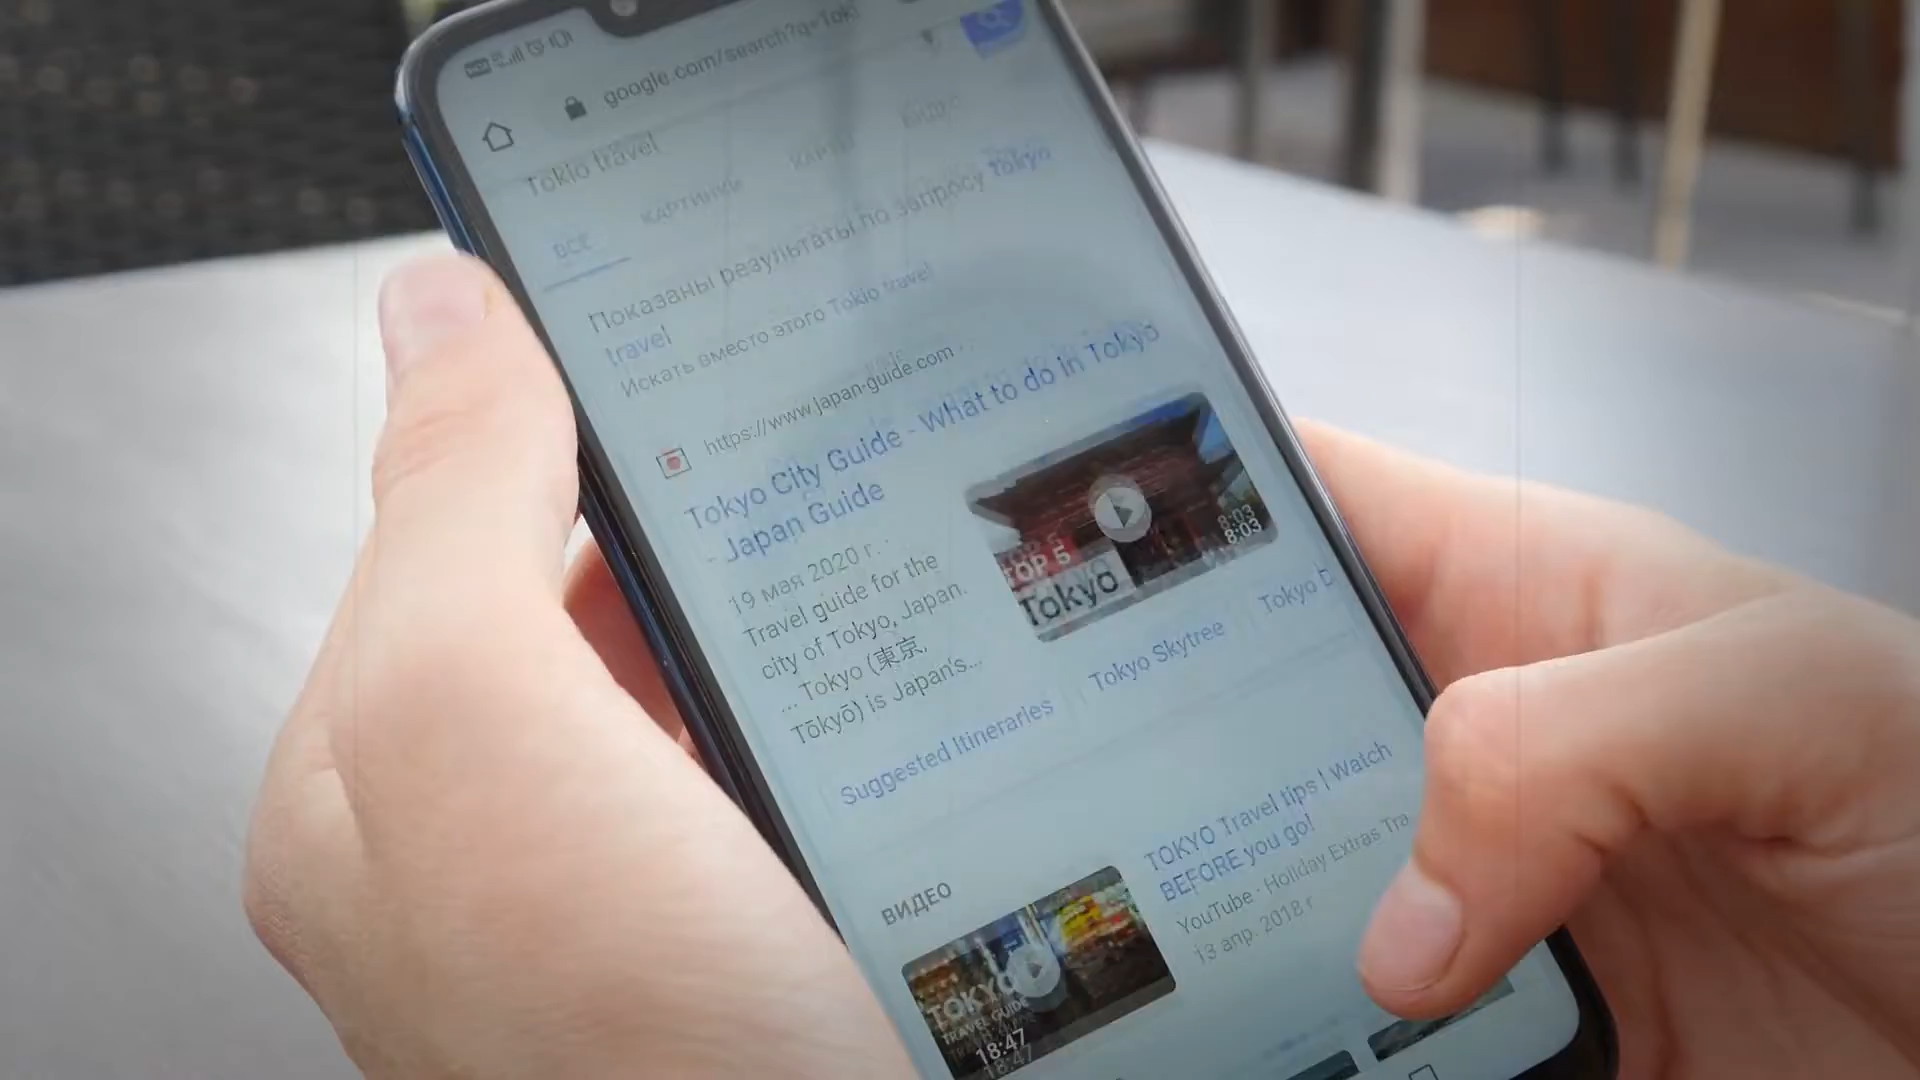 google.com/search?q=Toki
Tokio travel
ВСЕ
КАРТИНКИ
КАРТЫ
ВИДЕО
Показаны результаты по запросу Tokyo
travel
Искать вместо этого Tokio travel
https://www.japan-guide.com
Tokyo City Guide - What to do in Tokyo
- Japan Guide
19 мая 2020 г. ·
Travel guide for the
city of Tokyo, Japan.
... Tokyo (東京,
Tōkyō) is Japan's...
TOP 5
Tokyo
8:03
Suggested Itineraries
Tokyo Skytree
Tokyo D
ВИДЕО
TOKYO
TRAVEL GUIDE
18:47
TOKYO Travel tips | Watch
BEFORE you go!
YouTube · Holiday Extras Tra
13 апр. 2018 г